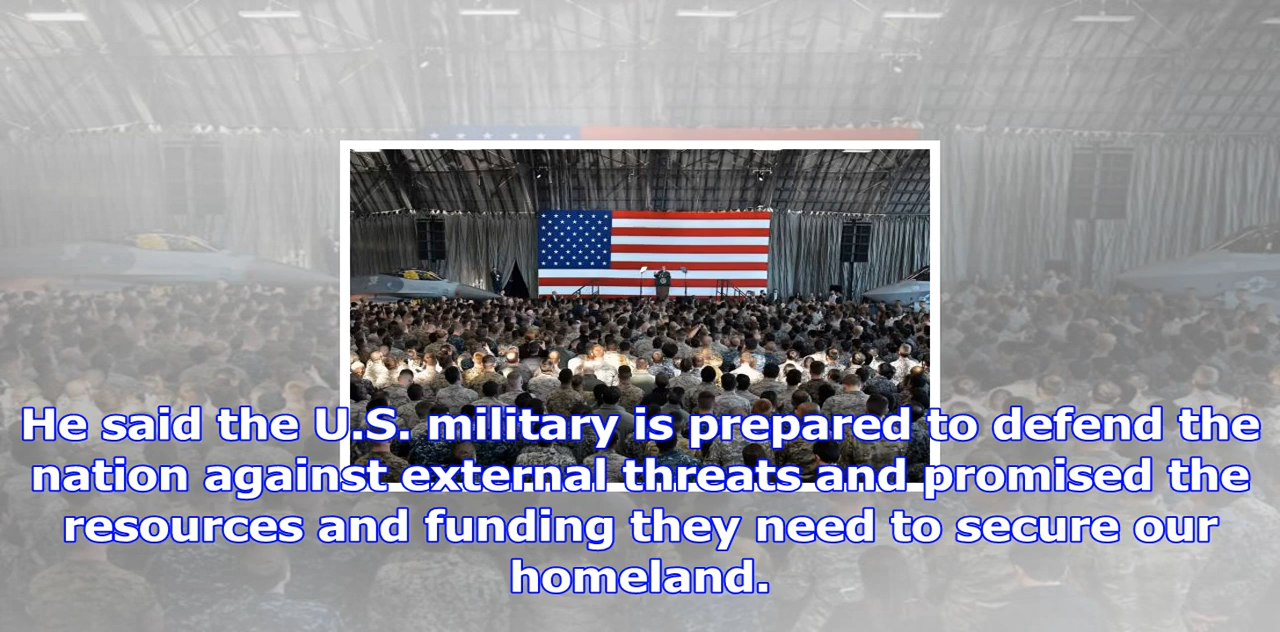 He said the U.S. military is prepared to defend the
nation against external threats and promised the
resources and funding they need to secure our
homeland.